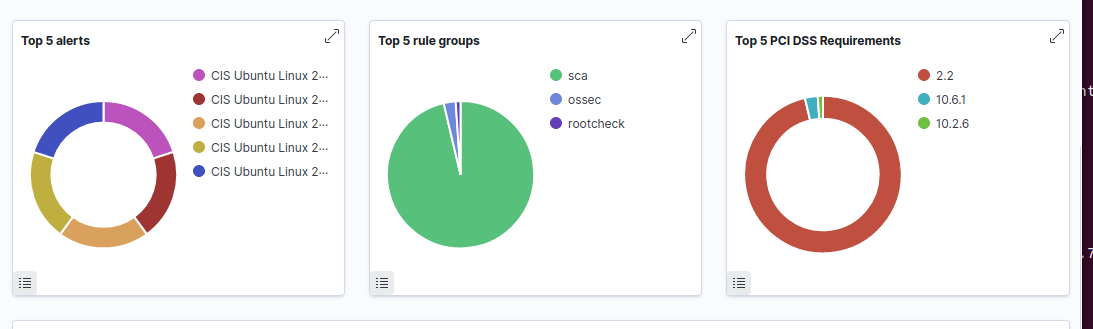 Top 5 alerts
CIS Ubuntu Linux 2...
CIS Ubuntu Linux 2...
CIS Ubuntu Linux 2...
CIS Ubuntu Linux 2...
CIS Ubuntu Linux 2...
Top 5 rule groups
sca
ossec
rootcheck
Top 5 PCI DSS Requirements
2.2
10.6.1
10.2.6